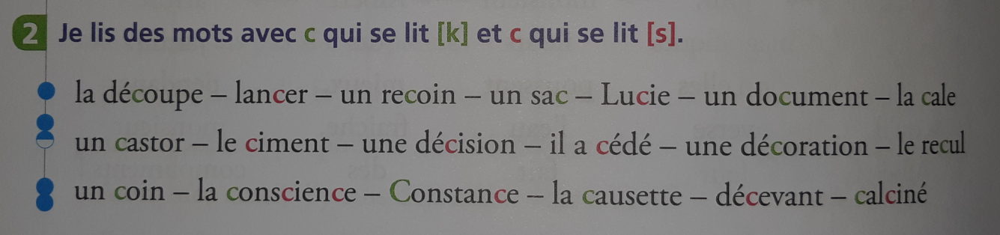 2 Je lis des mots avec c qui se lit [k] et c qui se lit [s].
la découpe – lancer – un recoin – un sac – Lucie – un document – la cale
un castor – le ciment – une décision – il a cédé – une décoration – le recul
un coin – la conscience – Constance – la causette – décevant – calciné